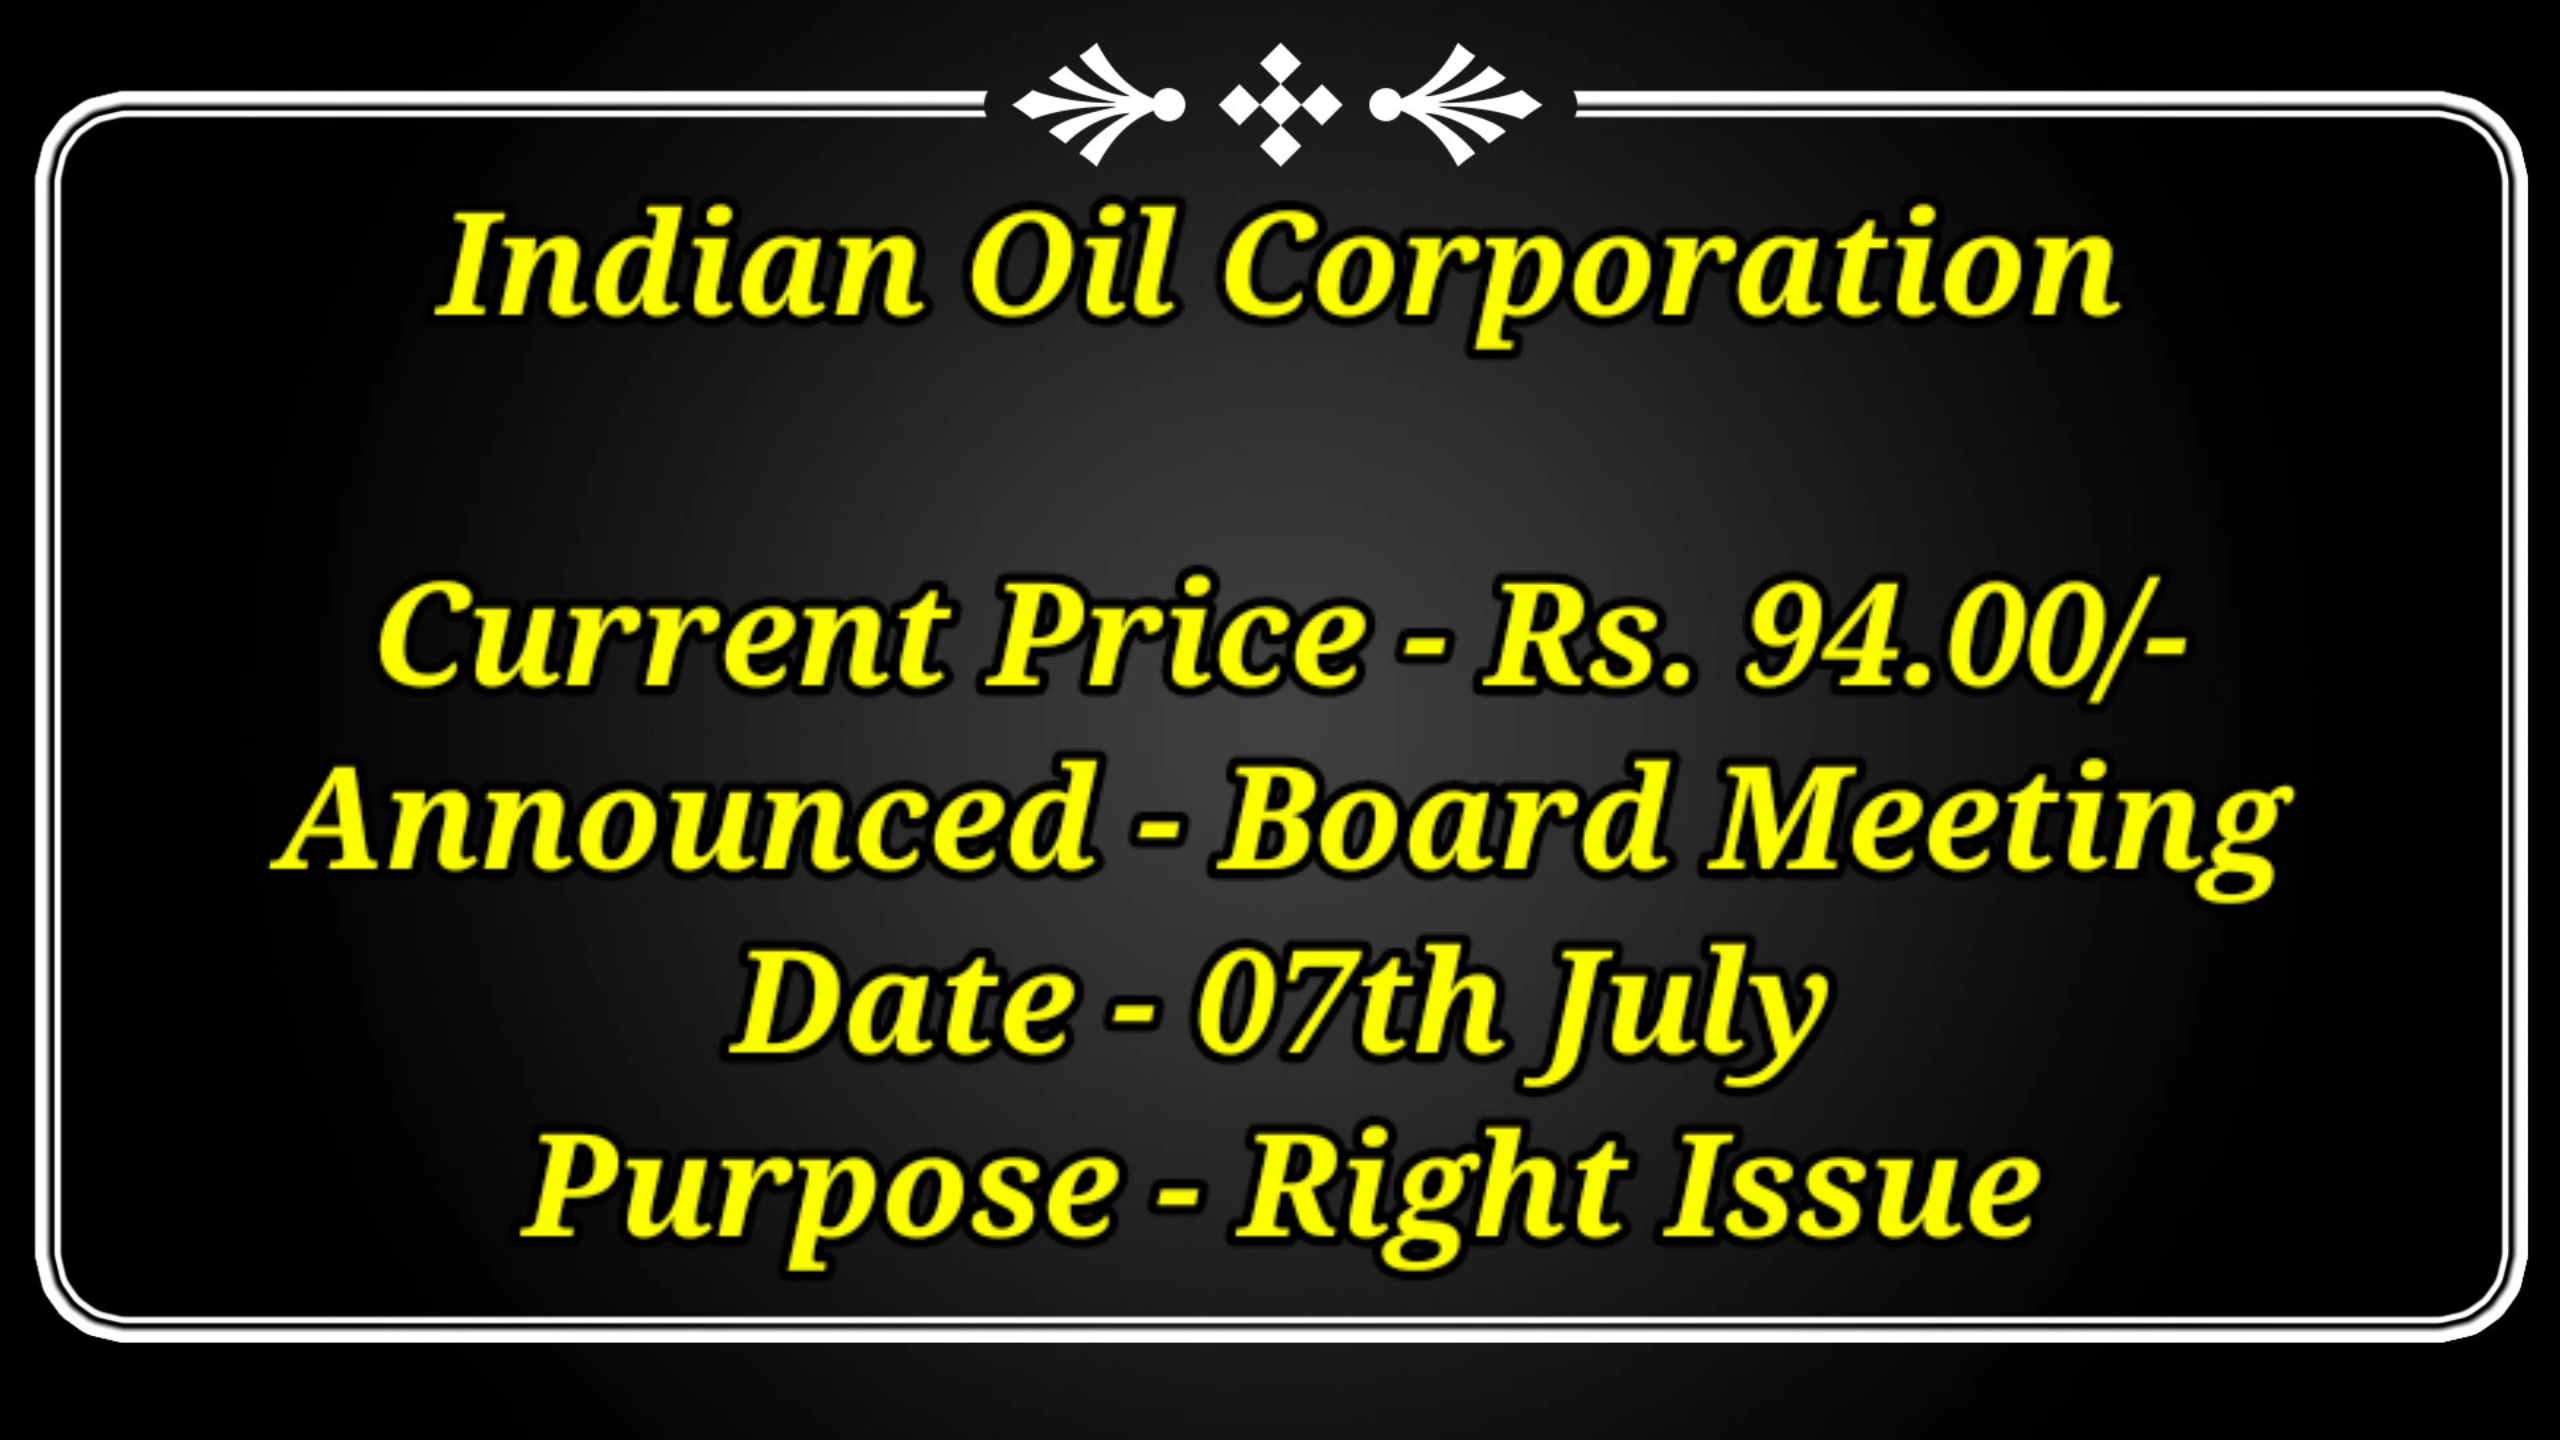 Indian Oil Corporation
Current Price - Rs. 94.00/-
Announced - Board Meeting
Date - 07th July
Purpose - Right Issue